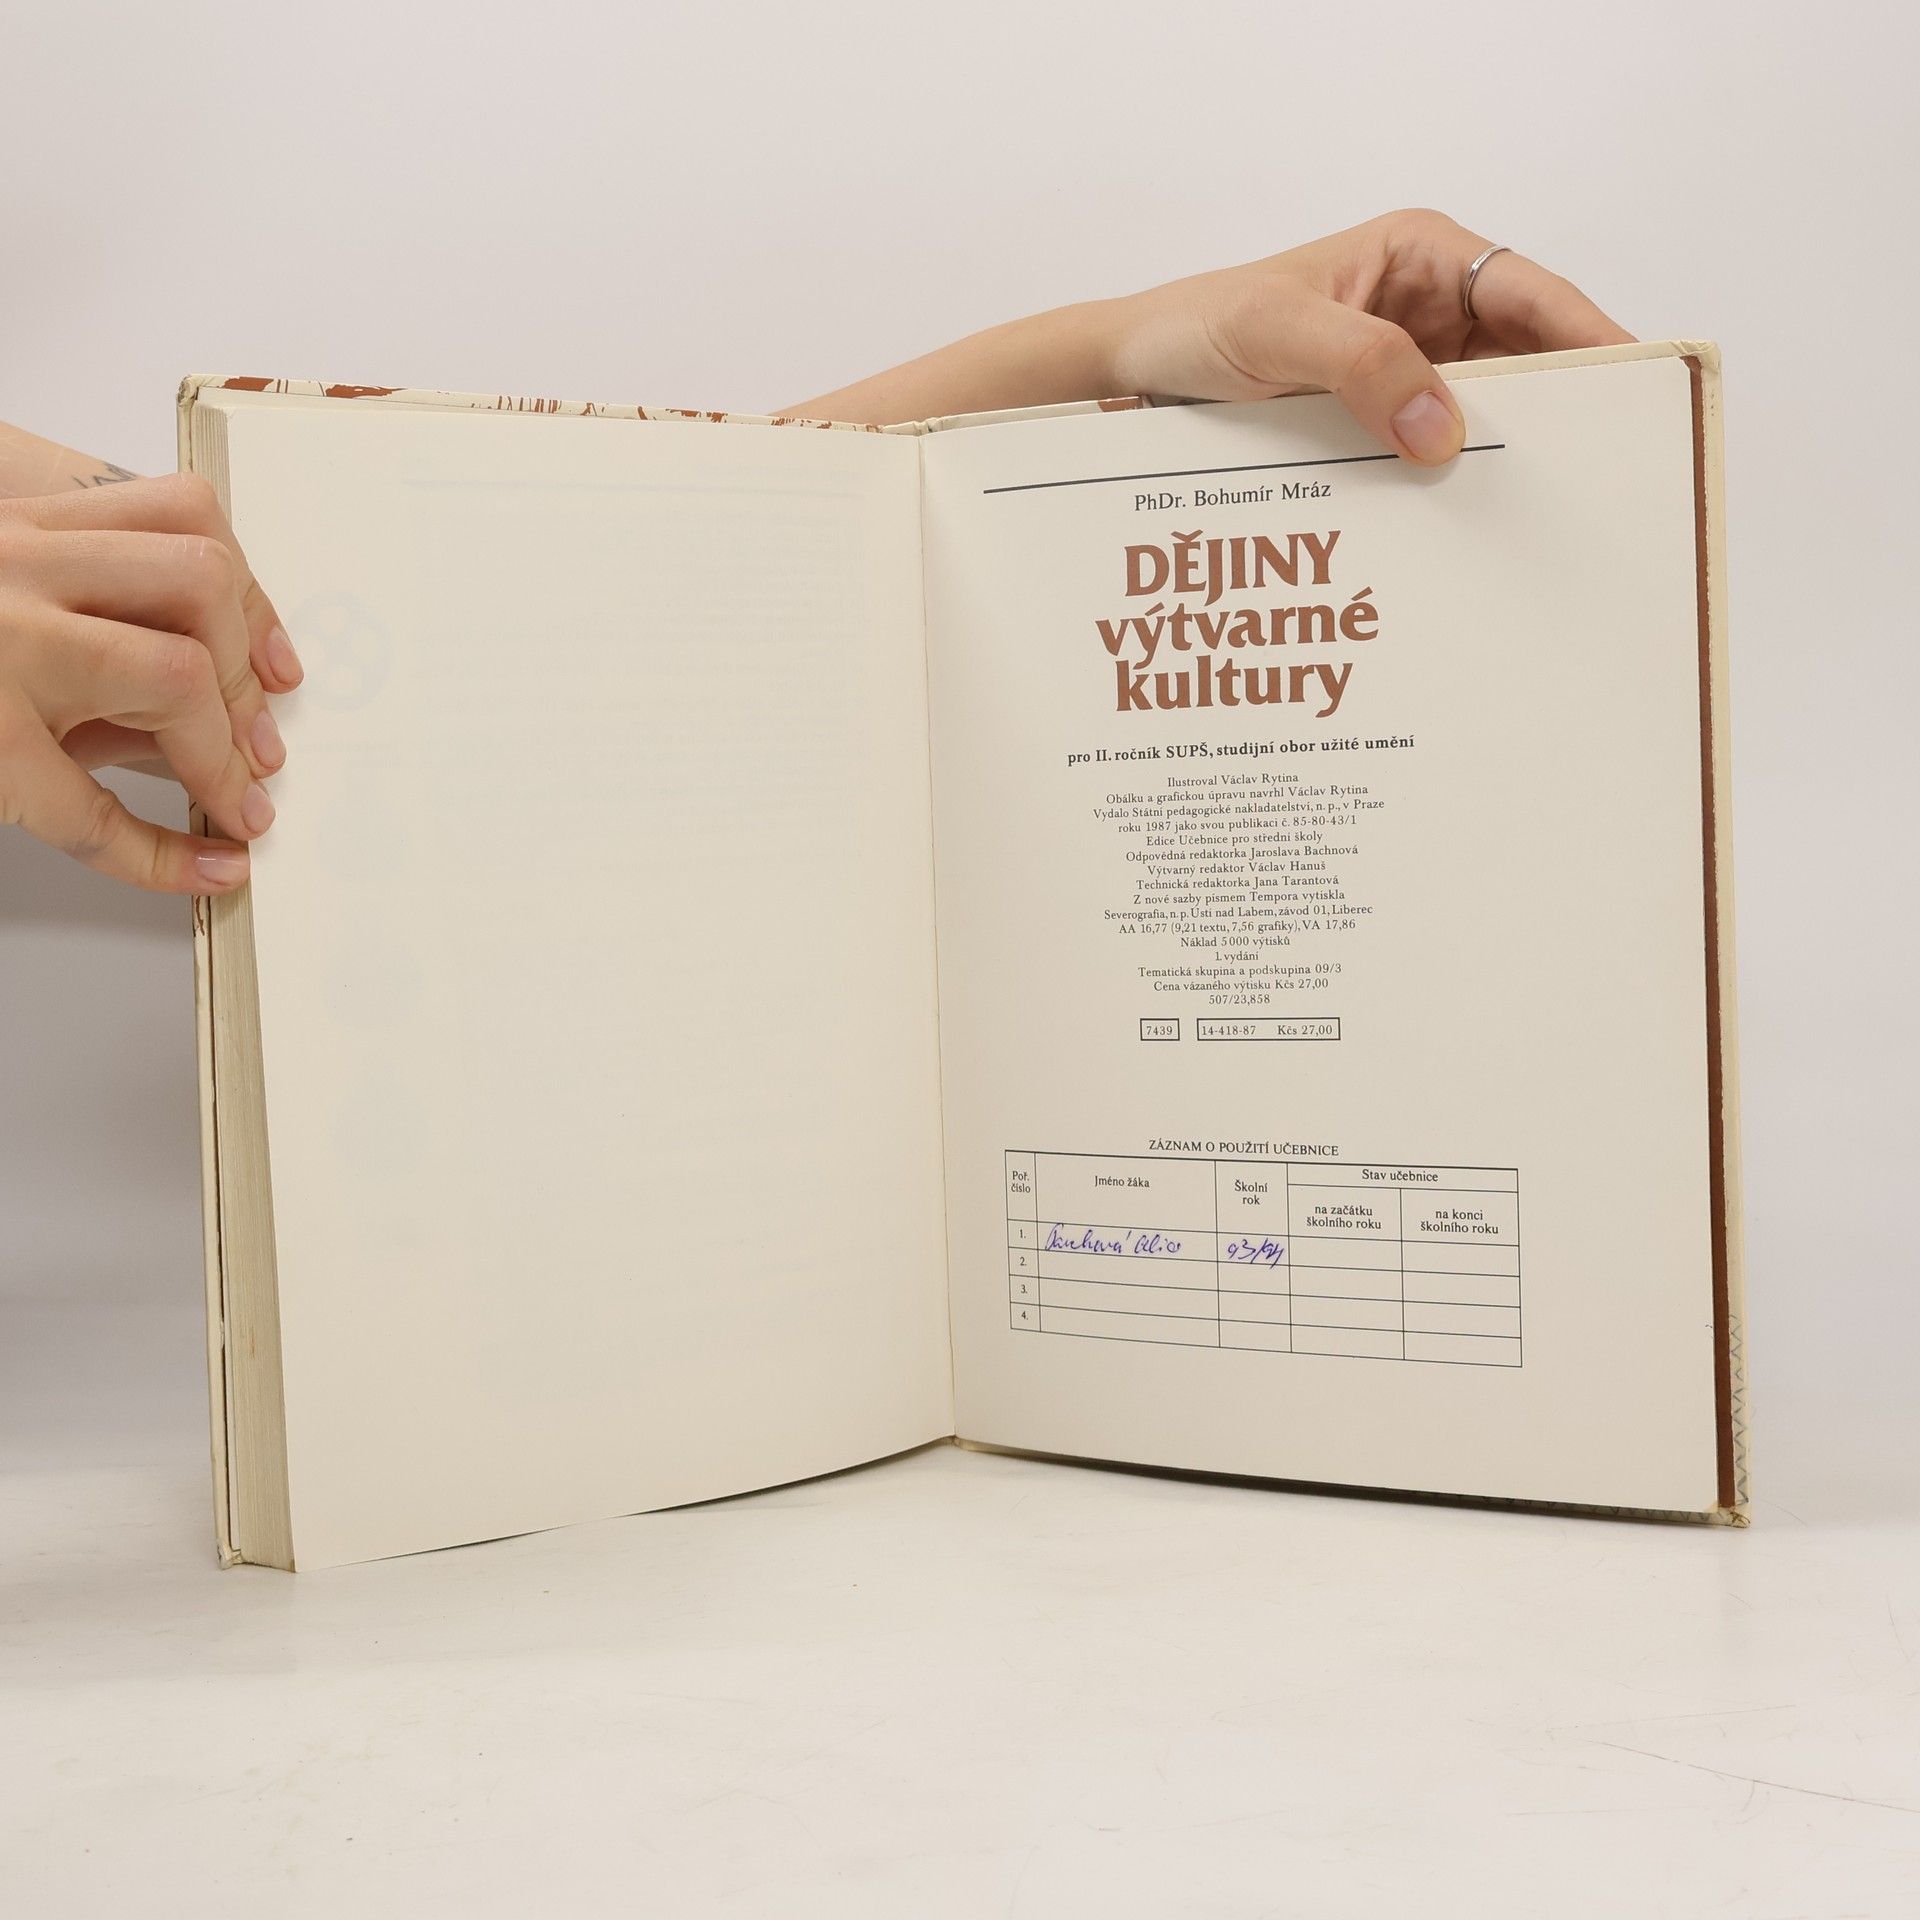 PhDr. Bohumír Mráz
DĚJINY
výtvarné
kultury
pro II. ročník SUPŠ, studijní obor užité umění
Ilustroval Václav Rytina
Obálku a grafickou úpravu navrhl Václav Rytina
Vydalo Státní pedagogické nakladatelství, n. p., v Praze
roku 1987 jako svou publikaci č. 85-80-43/1
Edice Učebnice pro střední školy
Odpovědná redaktorka Jaroslava Bachnová
Výtvarný redaktor Václav Hanuš
Technická redaktorka Jana Tarantová
Z nové sazby písmem Tempora vytiskla
Severografia, n. p. Ústí nad Labem, závod 01, Liberec
AA 16,77 (9,21 textu, 7,56 grafiky), VA 17,86
Náklad 5 000 výtisků
1. vydání
Tematická skupina a podskupina 09/3
Cena vázaného výtisku Kčs 27,00
507/23,858
7439 14-418-87 Kčs 27,00
ZÁZNAM O POUŽITÍ UČEBNICE
Poř. číslo Jméno žáka Školní rok Stav učebnice
na začátku školního roku na konci školního roku
1. 93/94
2.
3.
4.